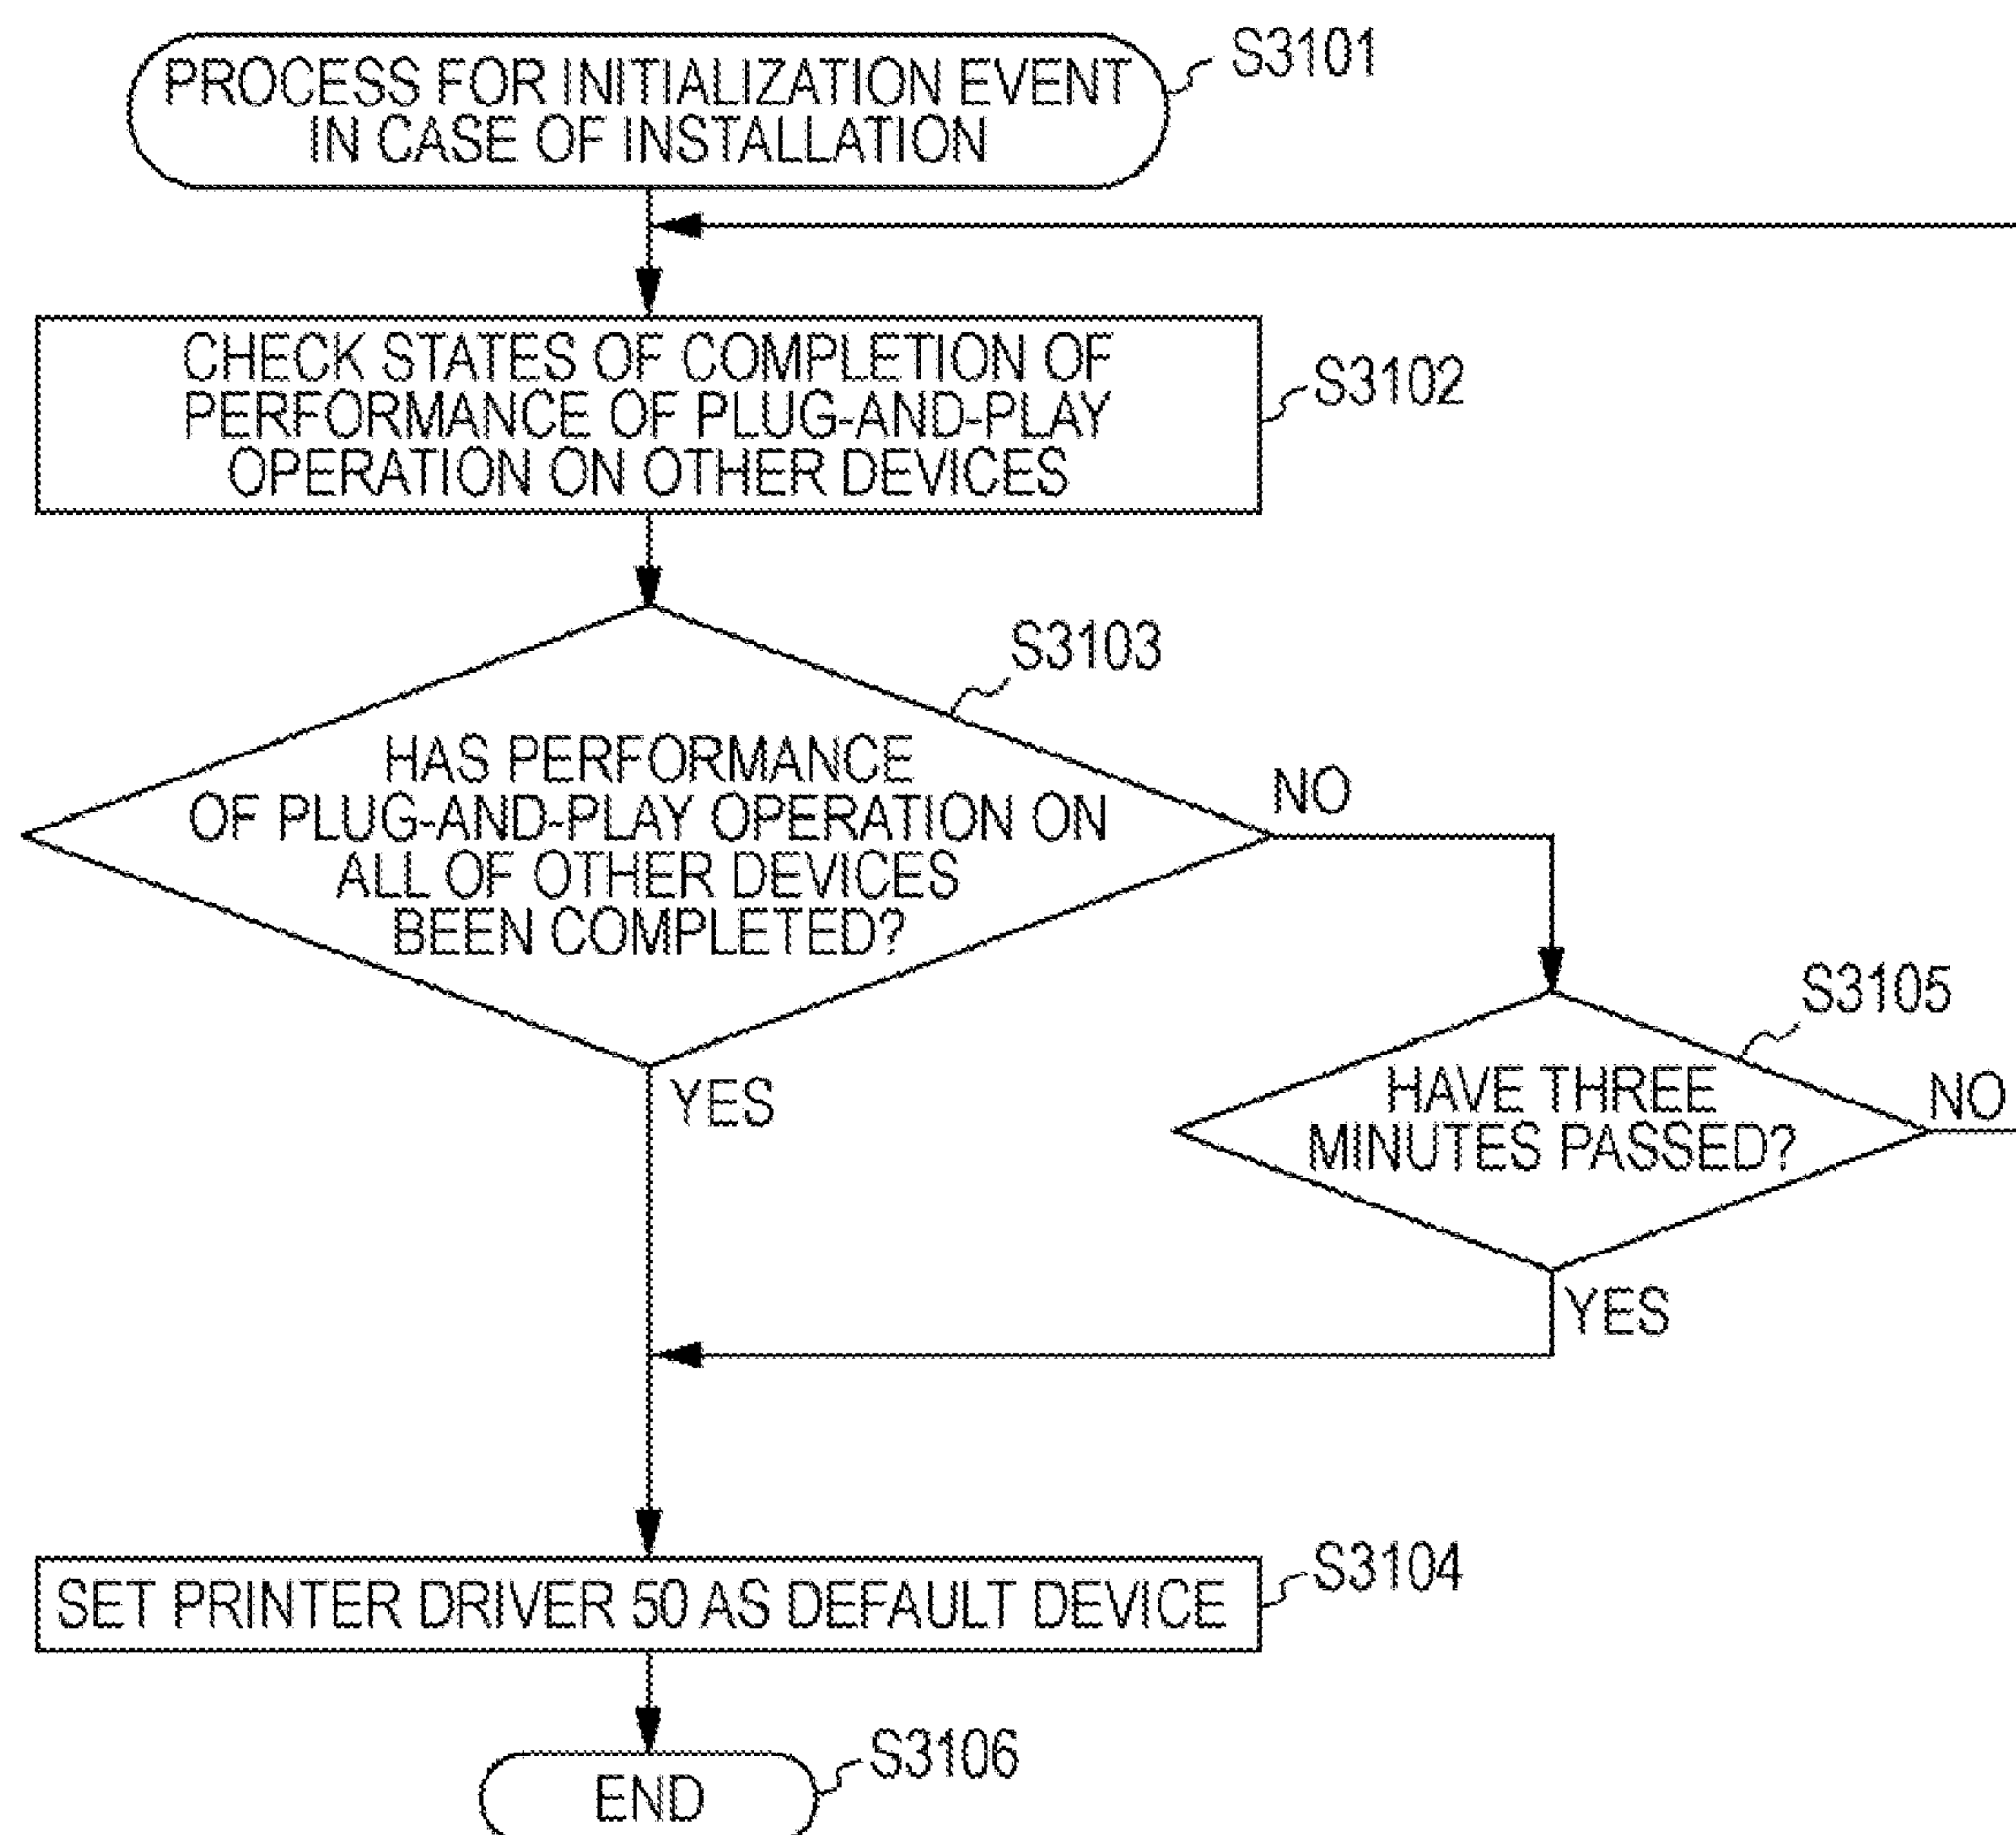 PROCESS FOR INITIALIZATION EVENT
IN CASE OF INSTALLATION
S3101
CHECK STATES OF COMPLETION OF
PERFORMANCE OF PLUG-AND-PLAY
OPERATION ON OTHER DEVICES
S3102
S3103
HAS PERFORMANCE
OF PLUG-AND-PLAY OPERATION ON
ALL OF OTHER DEVICES
BEEN COMPLETED?
NO
YES
S3105
HAVE THREE
MINUTES PASSED?
NO
YES
SET PRINTER DRIVER 50 AS DEFAULT DEVICE
S3104
END
S3106